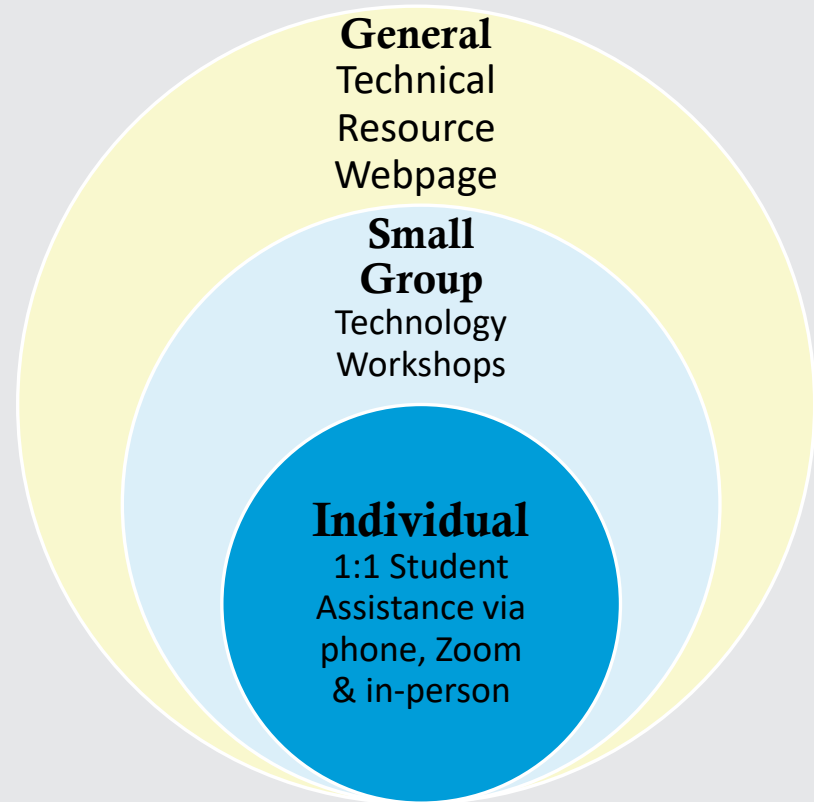 General
Technical
Resource
Webpage
Small
Group
Technology
Workshops
Individual
1:1 Student
Assistance via
phone, Zoom
& in-person